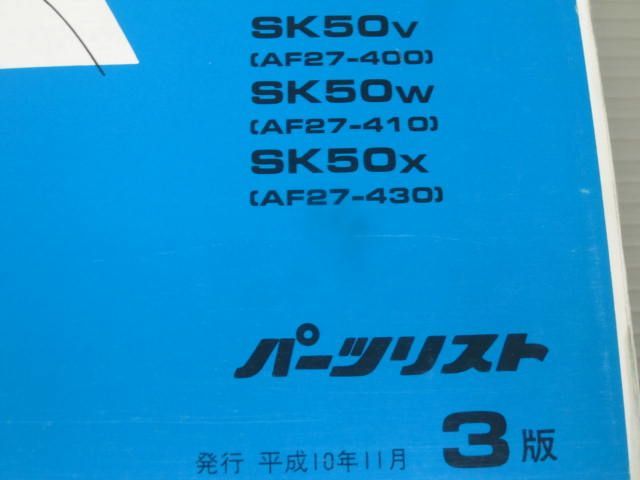 SK50V
(AF27-400)
SK50W
(AF27-410)
SK50X
(AF27-430)
パーツリスト
3版
発行 平成10年11月